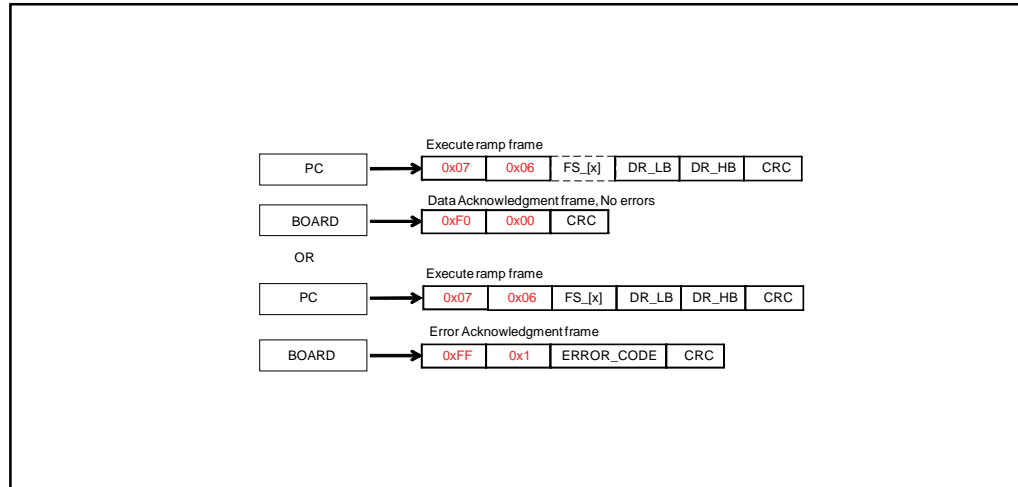 Execute ramp frame
PC 0x07 0x06 FS_[x] DR_LB DR_HB CRC
Data Acknowledgment frame, No errors
BOARD 0xF0 0x00 CRC
OR
Execute ramp frame
PC 0x07 0x06 FS_[x] DR_LB DR_HB CRC
Error Acknowledgment frame
BOARD 0xFF 0x1 ERROR_CODE CRC